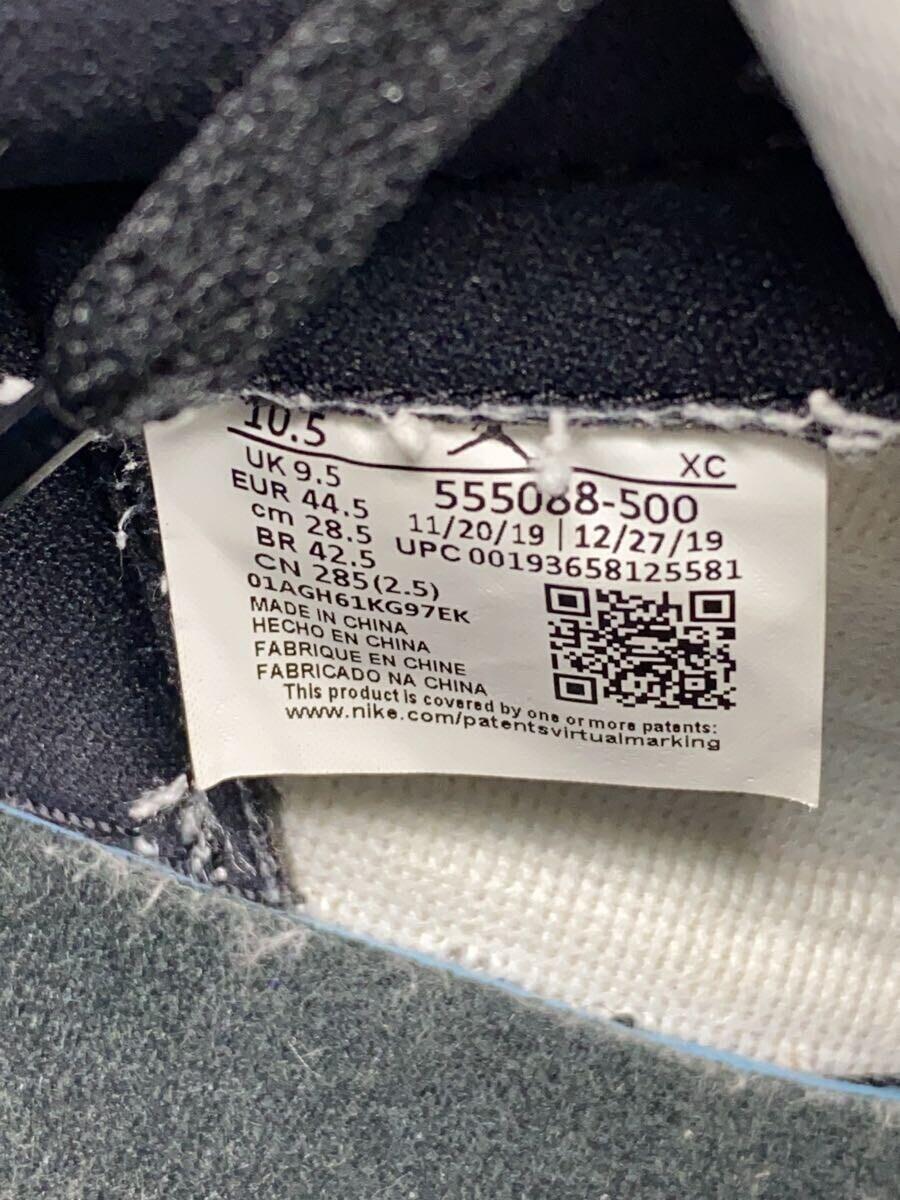 10.5
XC
UK 9.5
EUR 44.5
cm 28.5
BR 42.5
CN 285(2.5)
555088-500
11/20/19 | 12/27/19
UPC 00193658125581
01AGH61KG97EK
MADE IN CHINA
HECHO EN CHINA
FABRIQUE EN CHINE
FABRICADO NA CHINA
This product is covered by one or more patents:
www.nike.com/patentsvirtualmarking